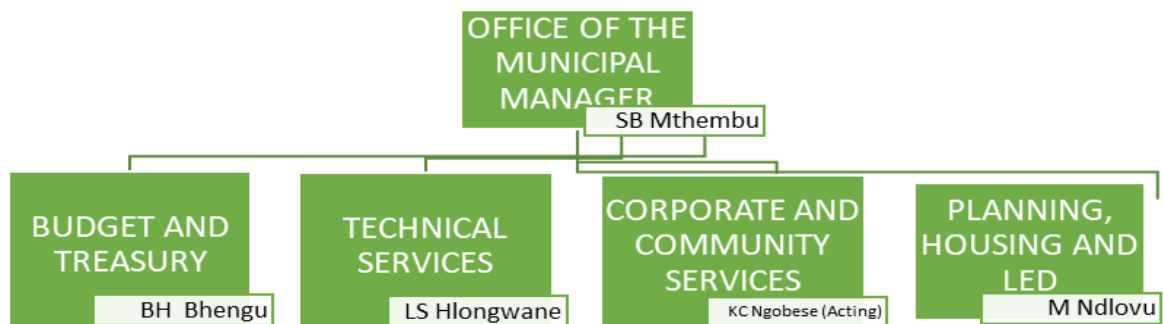 OFFICE OF THE
MUNICIPAL
MANAGER
SB Mthembu
BUDGET AND
TREASURY
BH Bhengu
TECHNICAL
SERVICES
LS Hlongwane
CORPORATE AND
COMMUNITY
SERVICES
KC Ngobese (Acting)
PLANNING,
HOUSING AND
LED
M Ndlovu